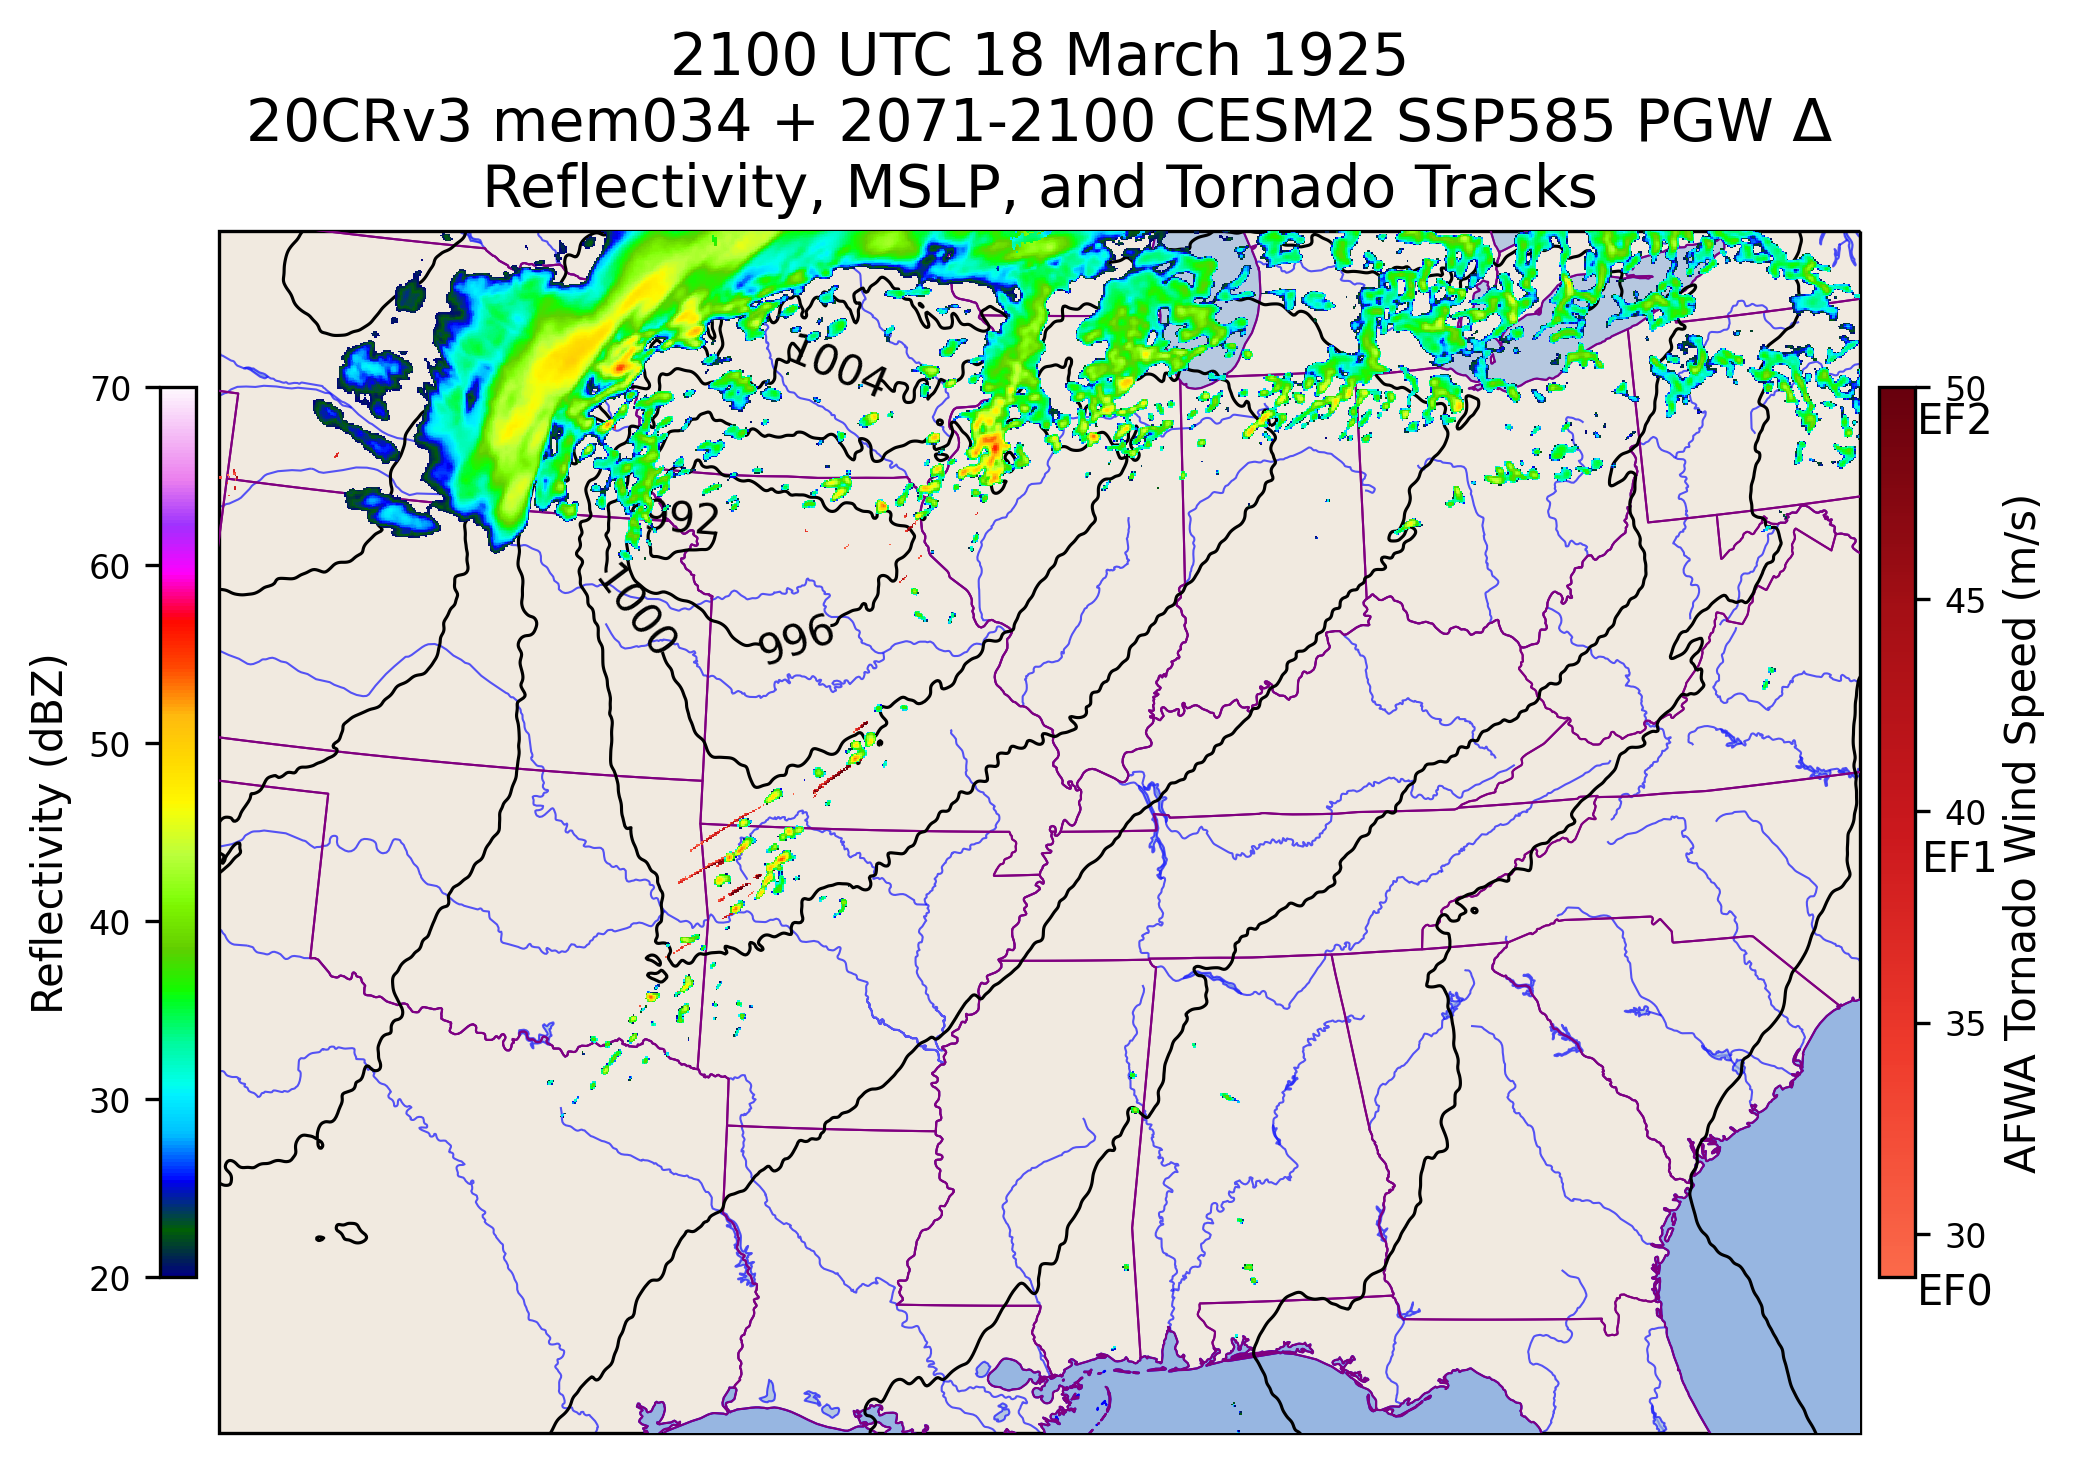 2100 UTC 18 March 1925
20CRv3 mem034 + 2071-2100 CESM2 SSP585 PGW Δ
Reflectivity, MSLP, and Tornado Tracks
Reflectivity (dBZ)
70
60
50
40
30
20
1004
992
1000
996
50
EF2
45
40
EF1
35
30
EF0
AFWA Tornado Wind Speed (m/s)